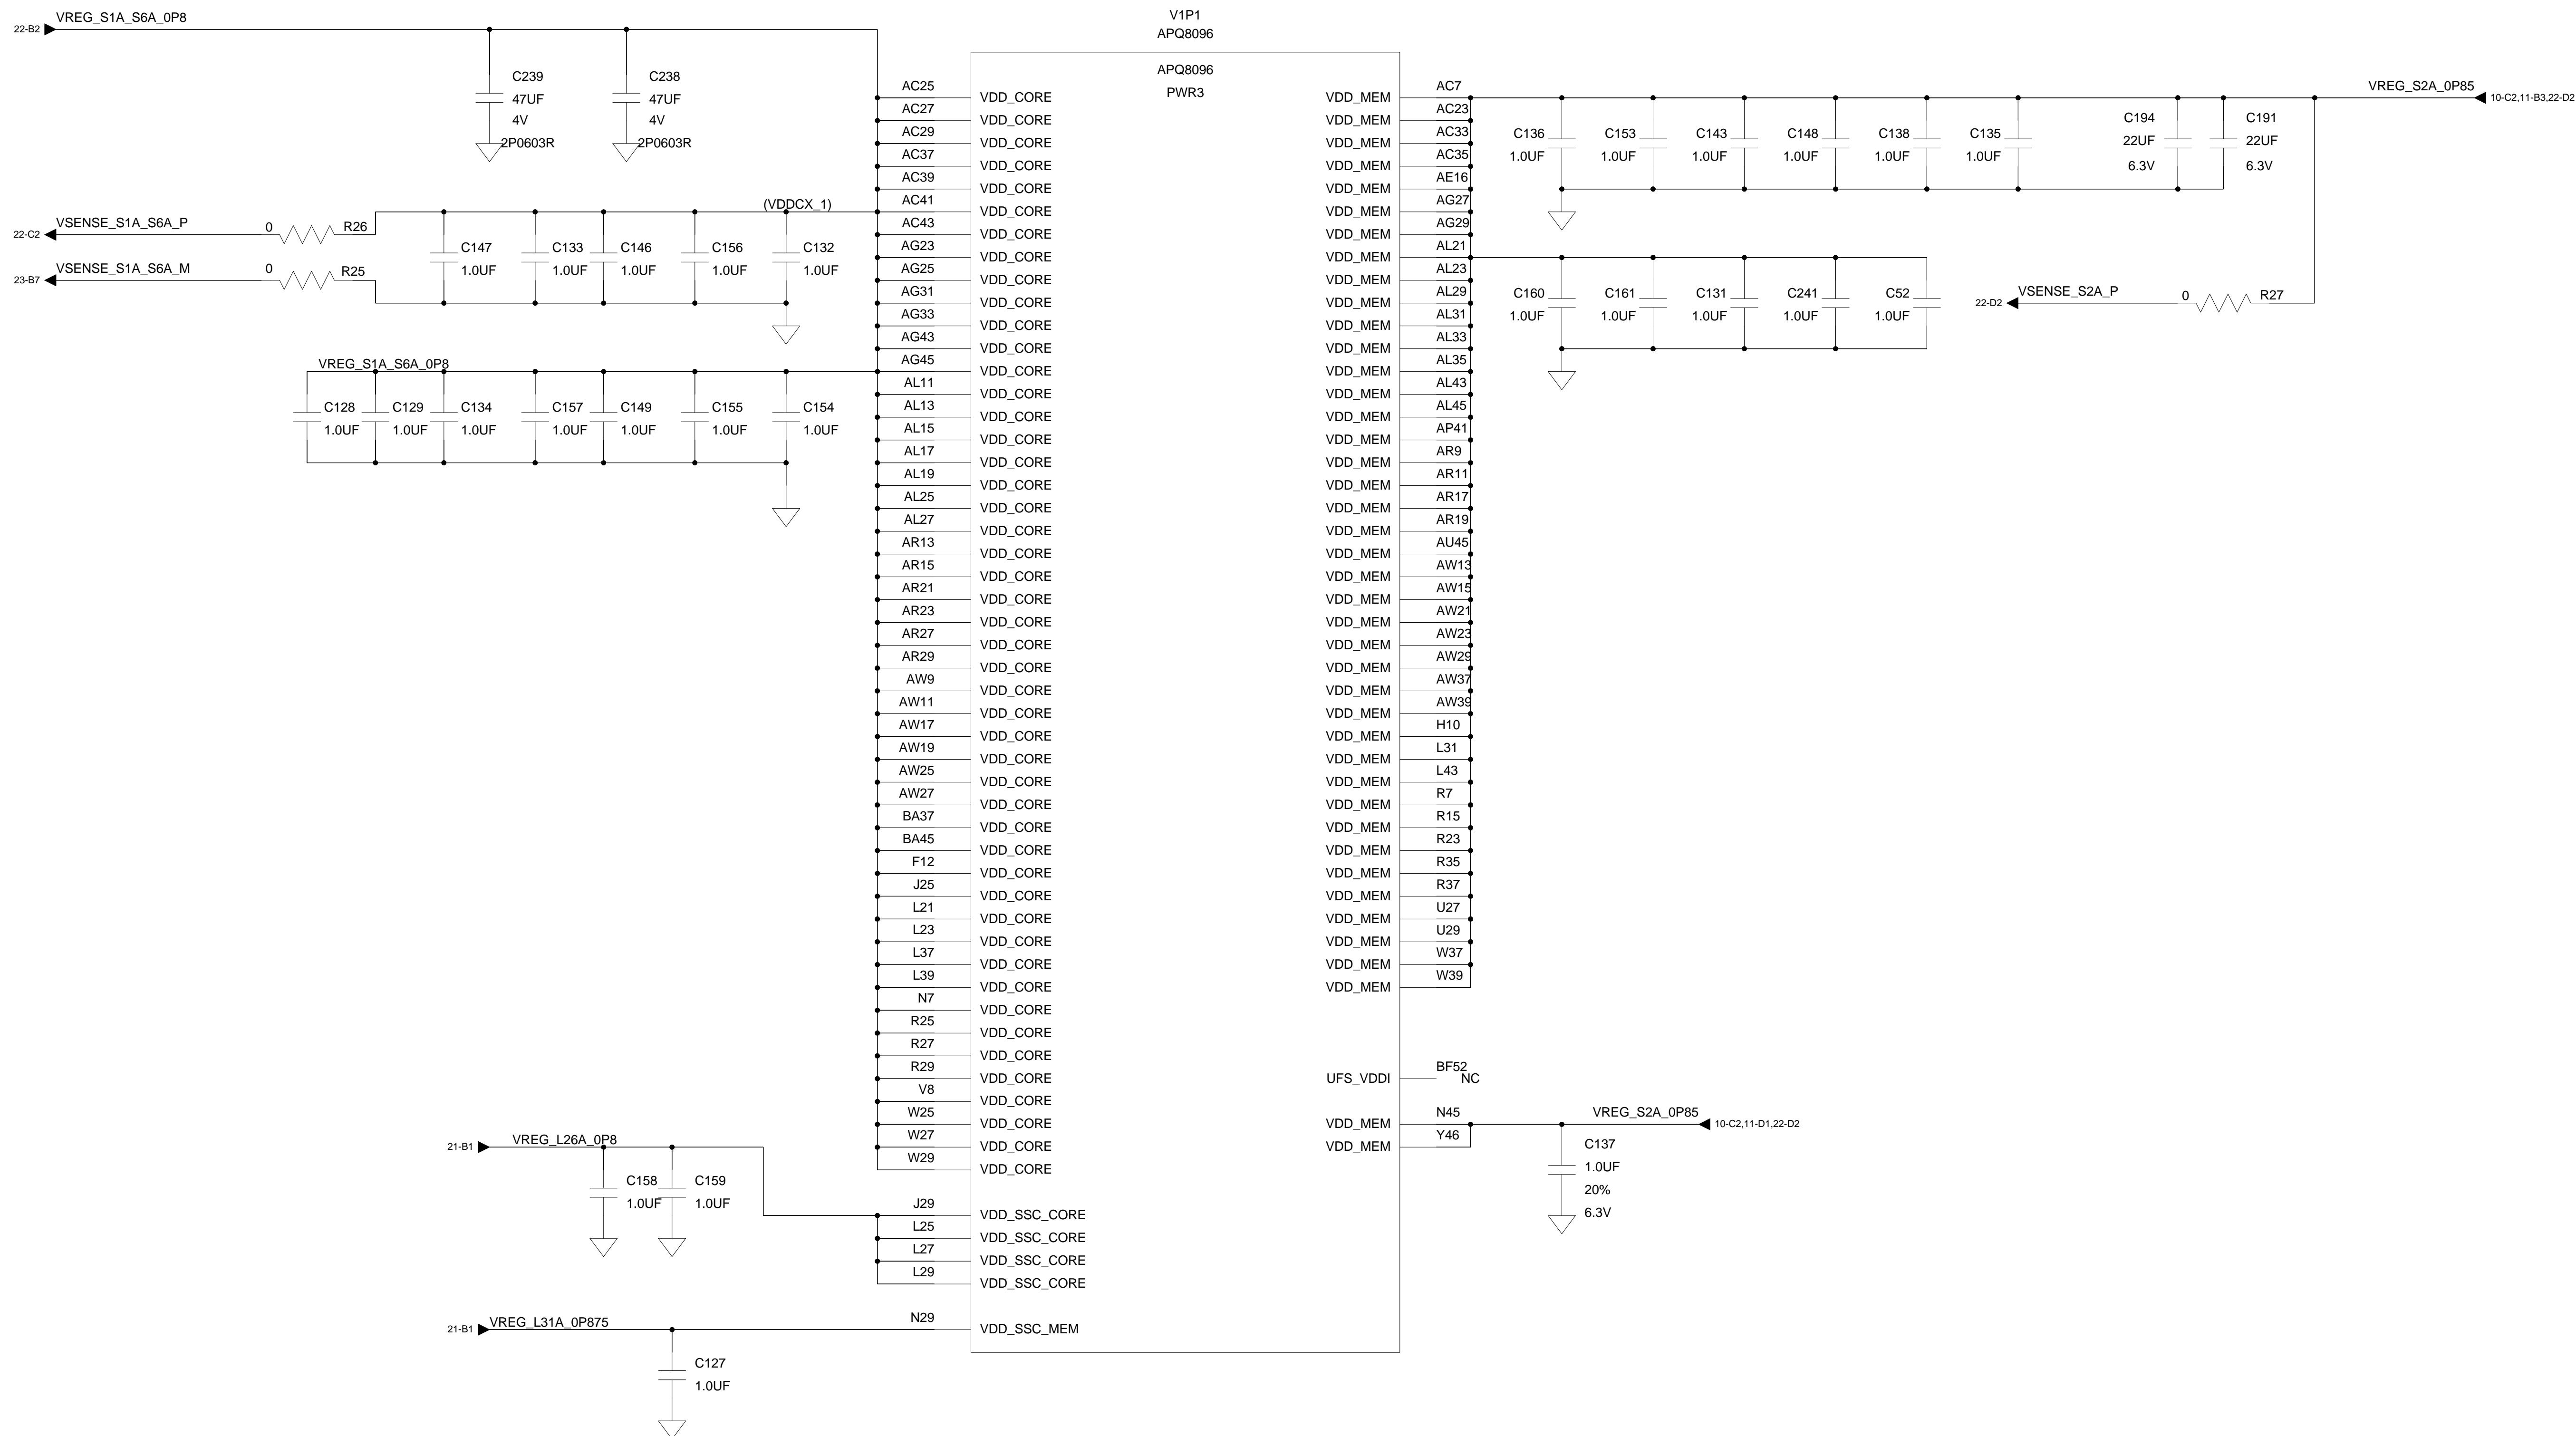 V1P1
APQ8096
APQ8096
PWR3
VREG_S1A_S6A_0P8
22-B2
C239
47UF
4V
2P0603R
C238
47UF
4V
2P0603R
22-C2
VSENSE_S1A_S6A_P
0
R26
23-B7
VSENSE_S1A_S6A_M
0
R25
(VDDCX_1)
C147
1.0UF
C133
1.0UF
C146
1.0UF
C156
1.0UF
C132
1.0UF
VREG_S1A_S6A_0P8
C128
1.0UF
C129
1.0UF
C134
1.0UF
C157
1.0UF
C149
1.0UF
C155
1.0UF
C154
1.0UF
AC25 VDD_CORE
AC27 VDD_CORE
AC29 VDD_CORE
AC37 VDD_CORE
AC39 VDD_CORE
AC41 VDD_CORE
AC43 VDD_CORE
AG23 VDD_CORE
AG25 VDD_CORE
AG31 VDD_CORE
AG33 VDD_CORE
AG43 VDD_CORE
AG45 VDD_CORE
AL11 VDD_CORE
AL13 VDD_CORE
AL15 VDD_CORE
AL17 VDD_CORE
AL19 VDD_CORE
AL25 VDD_CORE
AL27 VDD_CORE
AR13 VDD_CORE
AR15 VDD_CORE
AR21 VDD_CORE
AR23 VDD_CORE
AR27 VDD_CORE
AR29 VDD_CORE
AW9 VDD_CORE
AW11 VDD_CORE
AW17 VDD_CORE
AW19 VDD_CORE
AW25 VDD_CORE
AW27 VDD_CORE
BA37 VDD_CORE
BA45 VDD_CORE
F12 VDD_CORE
J25 VDD_CORE
L21 VDD_CORE
L23 VDD_CORE
L37 VDD_CORE
L39 VDD_CORE
N7 VDD_CORE
R25 VDD_CORE
R27 VDD_CORE
R29 VDD_CORE
V8 VDD_CORE
W25 VDD_CORE
W27 VDD_CORE
W29 VDD_CORE
21-B1
VREG_L26A_0P8
C158
1.0UF
C159
1.0UF
J29 VDD_SSC_CORE
L25 VDD_SSC_CORE
L27 VDD_SSC_CORE
L29 VDD_SSC_CORE
21-B1
VREG_L31A_0P875
N29 VDD_SSC_MEM
C127
1.0UF
VDD_MEM AC7
VDD_MEM AC23
VDD_MEM AC33
VDD_MEM AC35
VDD_MEM AE16
VDD_MEM AG27
VDD_MEM AG29
VDD_MEM AL21
VDD_MEM AL23
VDD_MEM AL29
VDD_MEM AL31
VDD_MEM AL33
VDD_MEM AL35
VDD_MEM AL43
VDD_MEM AL45
VDD_MEM AP41
VDD_MEM AR9
VDD_MEM AR11
VDD_MEM AR17
VDD_MEM AR19
VDD_MEM AU45
VDD_MEM AW13
VDD_MEM AW15
VDD_MEM AW21
VDD_MEM AW23
VDD_MEM AW29
VDD_MEM AW37
VDD_MEM AW39
VDD_MEM H10
VDD_MEM L31
VDD_MEM L43
VDD_MEM R7
VDD_MEM R15
VDD_MEM R23
VDD_MEM R35
VDD_MEM R37
VDD_MEM U27
VDD_MEM U29
VDD_MEM W37
VDD_MEM W39
UFS_VDDI BF52
NC
VDD_MEM N45
VDD_MEM Y46
VREG_S2A_0P85
10-C2,11-B3,22-D2
C136
1.0UF
C153
1.0UF
C143
1.0UF
C148
1.0UF
C138
1.0UF
C135
1.0UF
C194
22UF
6.3V
C191
22UF
6.3V
C160
1.0UF
C161
1.0UF
C131
1.0UF
C241
1.0UF
C52
1.0UF
22-D2
VSENSE_S2A_P
0
R27
VREG_S2A_0P85
10-C2,11-D1,22-D2
C137
1.0UF
20%
6.3V